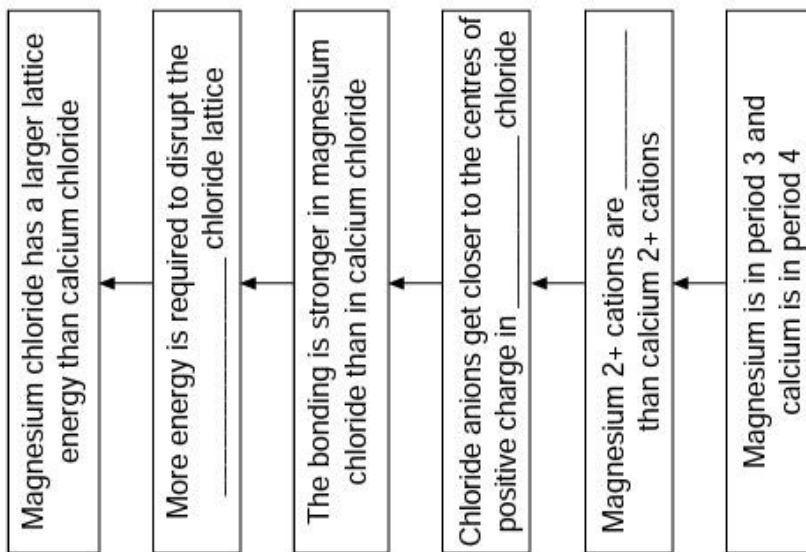 Magnesium chloride has a larger lattice
energy than calcium chloride
More energy is required to disrupt the
______________ chloride lattice
The bonding is stronger in magnesium
chloride than in calcium chloride
Chloride anions get closer to the centres of
positive charge in ______________ chloride
Magnesium 2+ cations are __________
than calcium 2+ cations
Magnesium is in period 3 and
calcium is in period 4